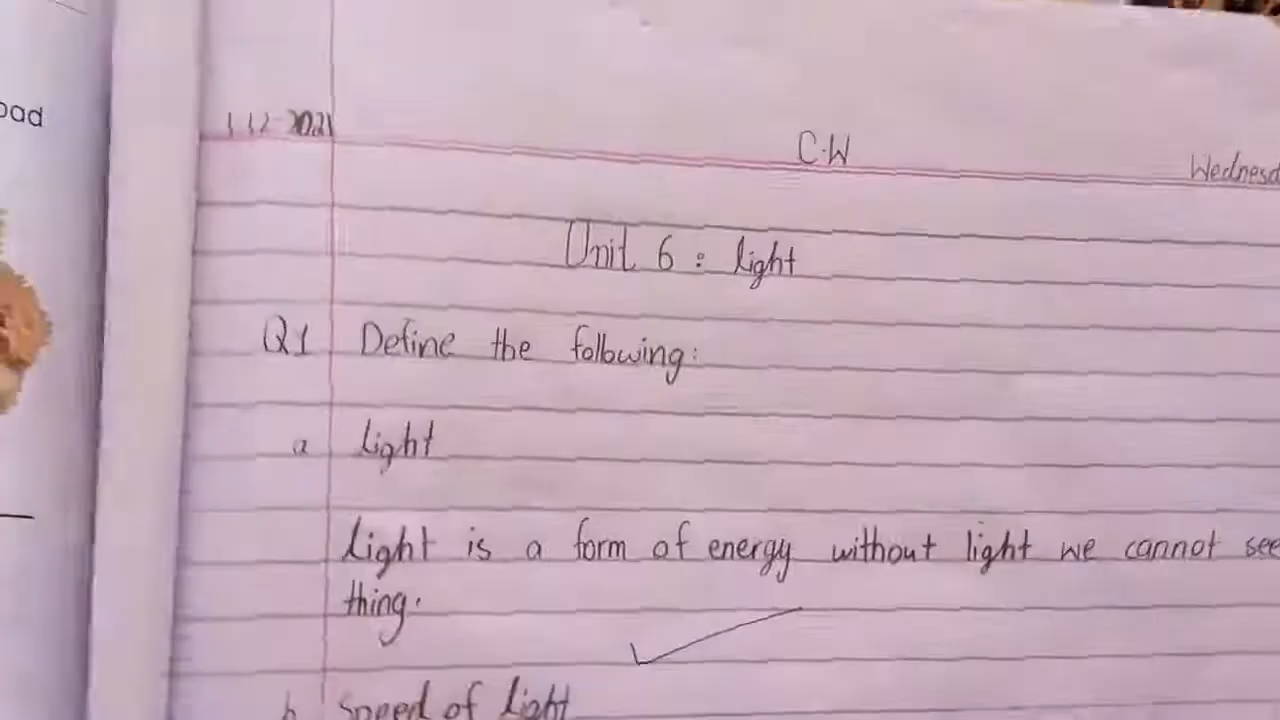 oad
1 12 2021
C.W
Wednesd
Unit 6 : light
Q1 Define the following:
a light
Light is a form of energy without light we cannot see
thing.
b speed of light